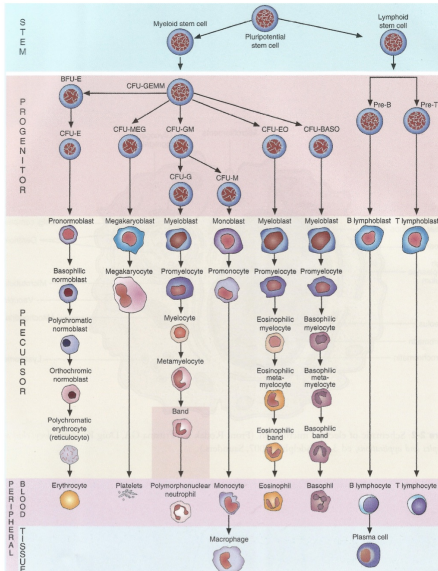 STEM
Myeloid stem cell
Pluripotential
stem cell
Lymphoid
stem cell
PROGENITOR
BFU-E
CFU-GEMM
CFU-E
CFU-MEG
CFU-GM
CFU-EO
CFU-BASO
Pre-B
Pre-T
CFU-G
CFU-M
PRECURSOR
Pronormoblast
Megakaryoblast
Myeloblast
Monoblast
Myeloblast
Myeloblast
B lymphoblast
T lymphoblast
Basophilic
normoblast
Megakaryocyte
Promyelocyte
Promonocyte
Promyelocyte
Promyelocyte
Polychromatic
normoblast
Myelocyte
Eosinophilic
myelocyte
Basophilic
myelocyte
Orthochromic
normoblast
Metamyelocyte
Eosinophilic
meta-
myelocyte
Basophilic
meta-
myelocyte
Polychromatic
erythrocyte
(reticulocyte)
Band
Eosinophilic
band
Basophilic
band
PERIPHERAL
BLOOD
Erythrocyte
Platelets
Polymorphonuclear
neutrophil
Monocyte
Eosinophil
Basophil
B lymphocyte
T lymphocyte
TISSUE
Macrophage
Plasma cell